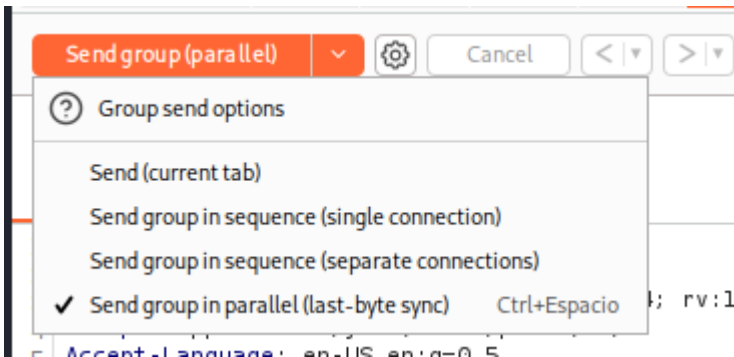 Send group (parallel)
Cancel
Group send options
Send (current tab)
Send group in sequence (single connection)
Send group in sequence (separate connections)
Send group in parallel (last-byte sync) Ctrl+Espacio
; rv:1
Accept-Language: en-US,en;q=0.5